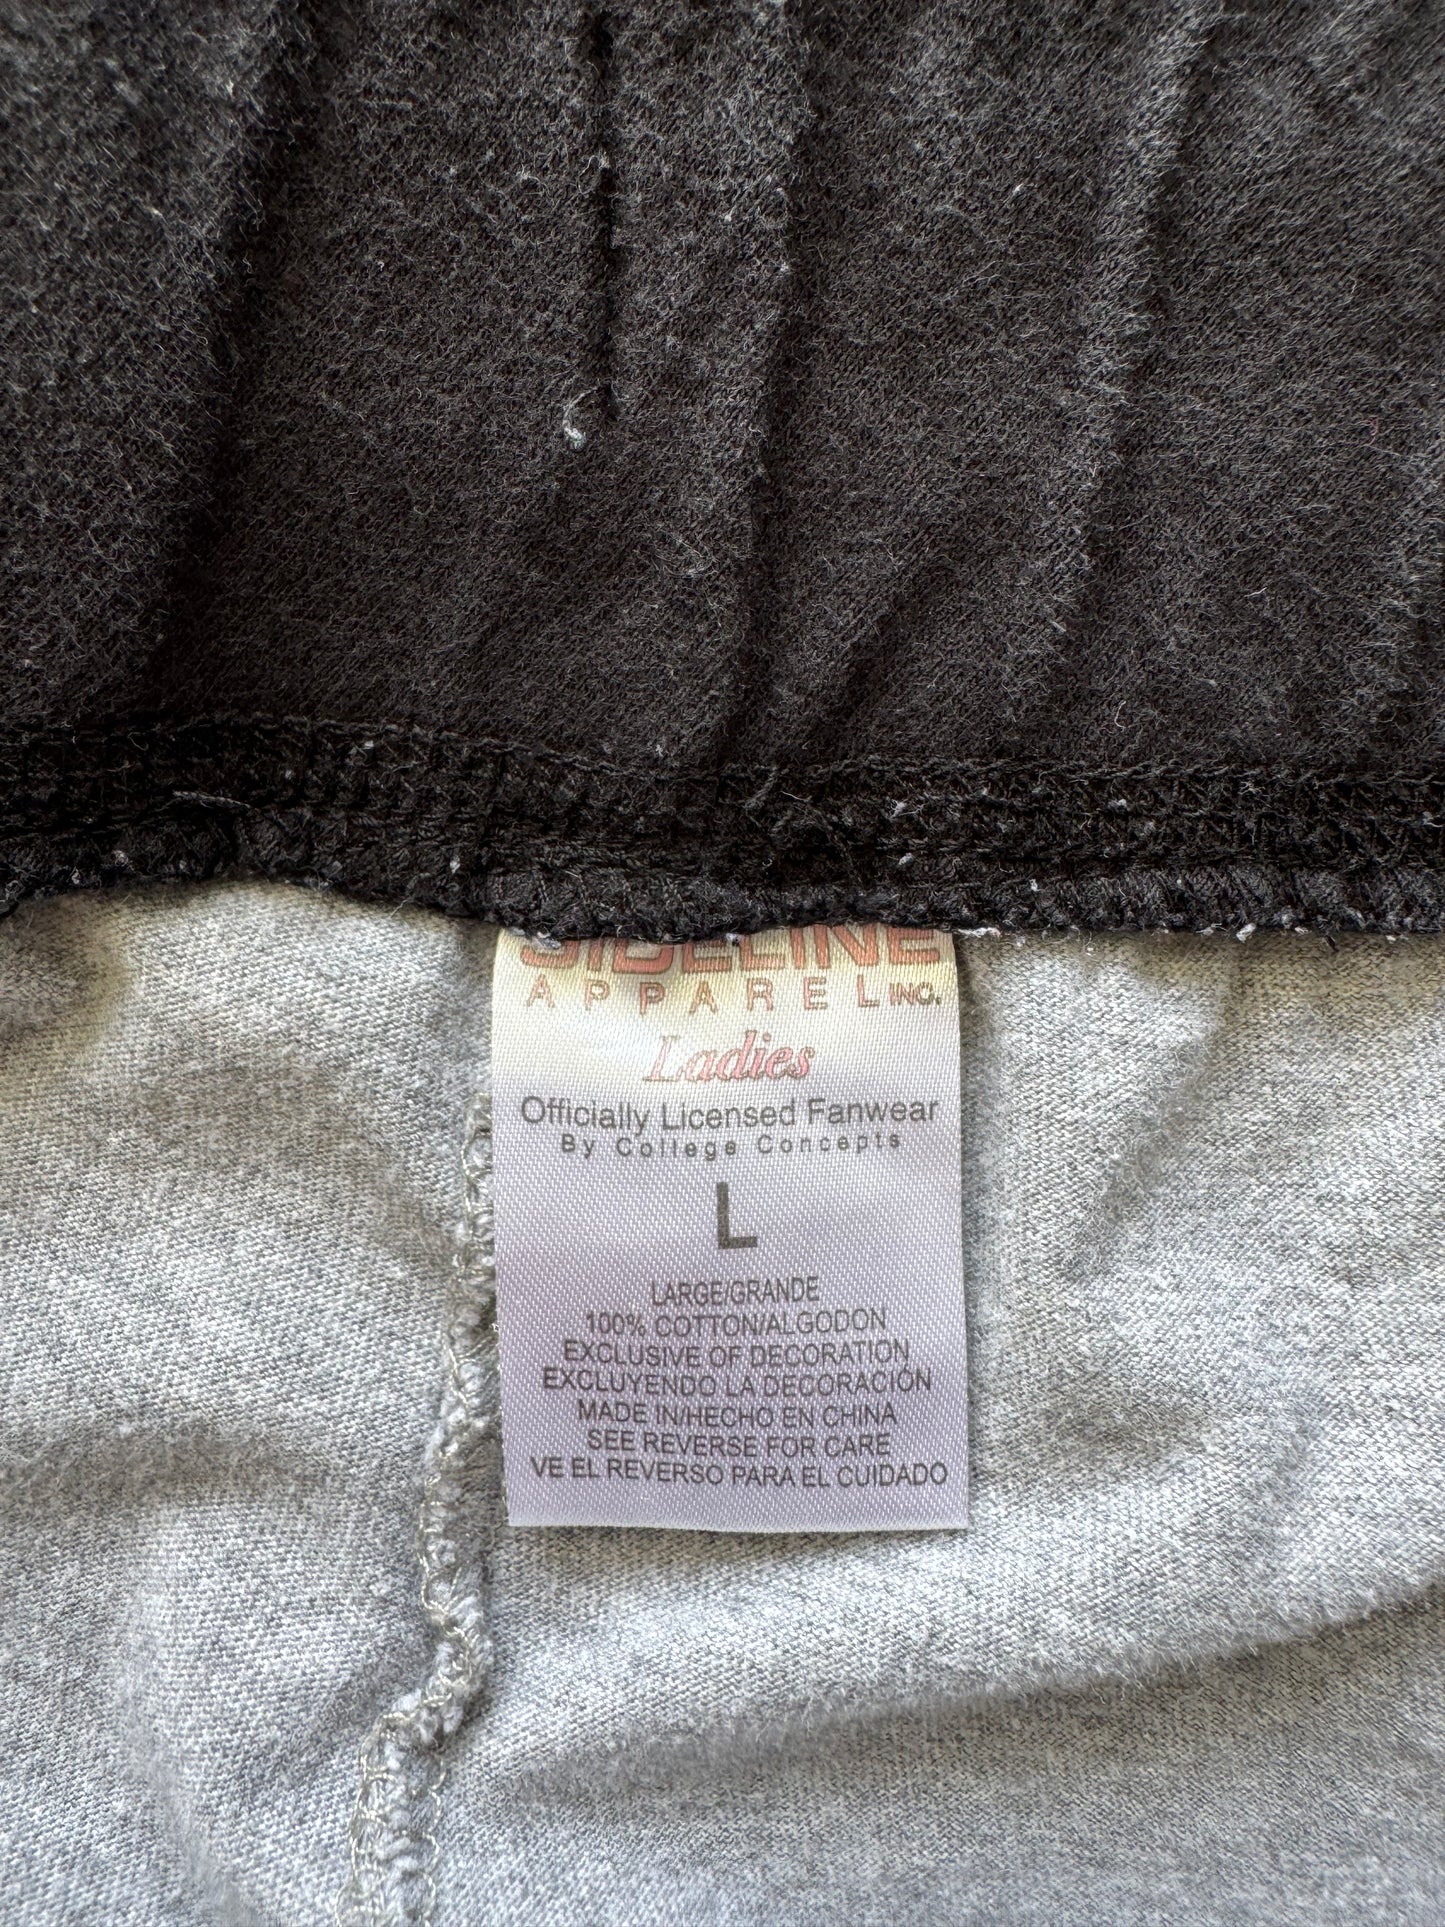 SIDELINE
APPAREL INC.
Ladies
Officially Licensed Fanwear
By College Concepts
L
LARGE/GRANDE
100% COTTON/ALGODON
EXCLUSIVE OF DECORATION
EXCLUYENDO LA DECORACIÓN
MADE IN/HECHO EN CHINA
SEE REVERSE FOR CARE
VE EL REVERSO PARA EL CUIDADO